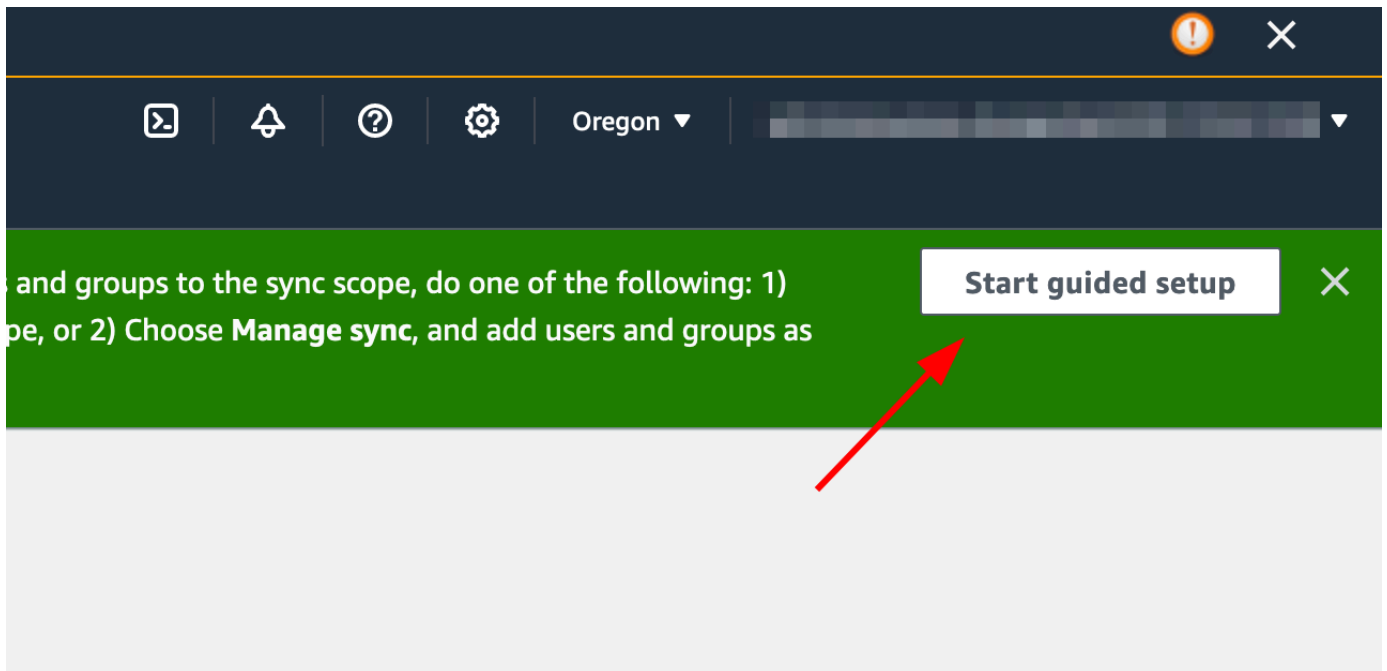 Oregon
and groups to the sync scope, do one of the following: 1)
Start guided setup
or 2) Choose Manage sync, and add users and groups as